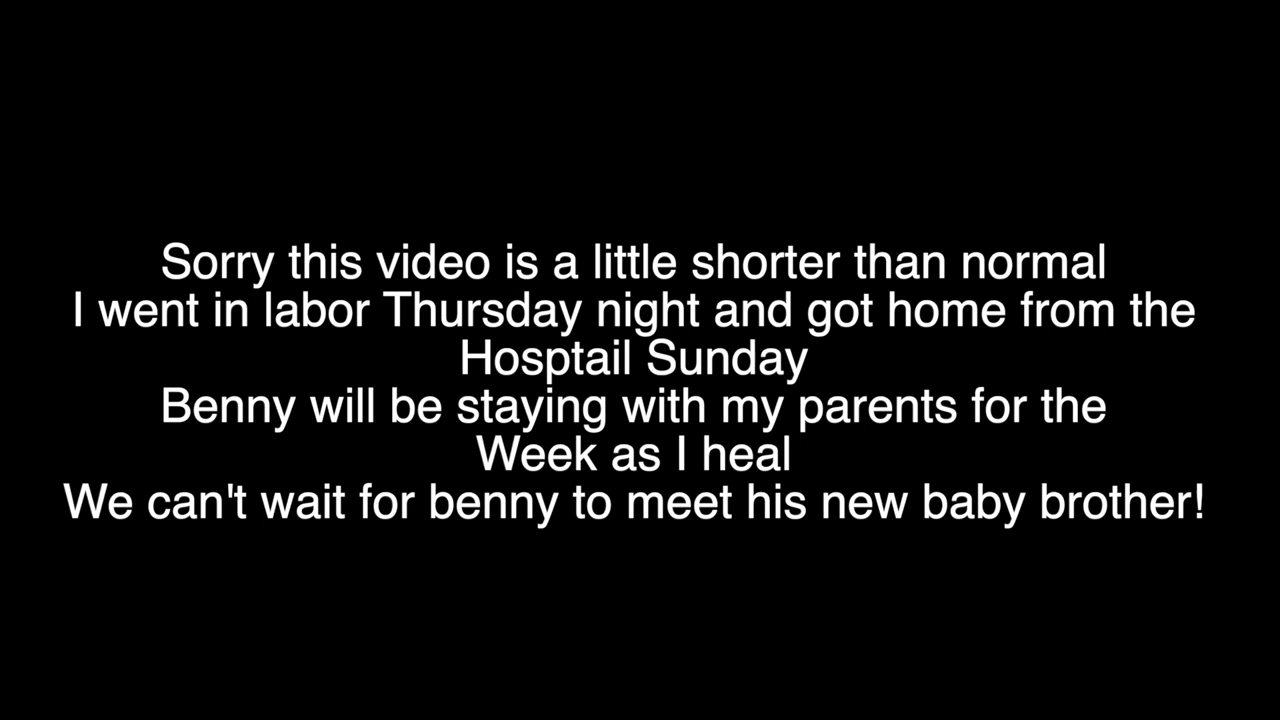 Sorry this video is a little shorter than normal
I went in labor Thursday night and got home from the
Hosptail Sunday
Benny will be staying with my parents for the
Week as I heal
We can't wait for benny to meet his new baby brother!